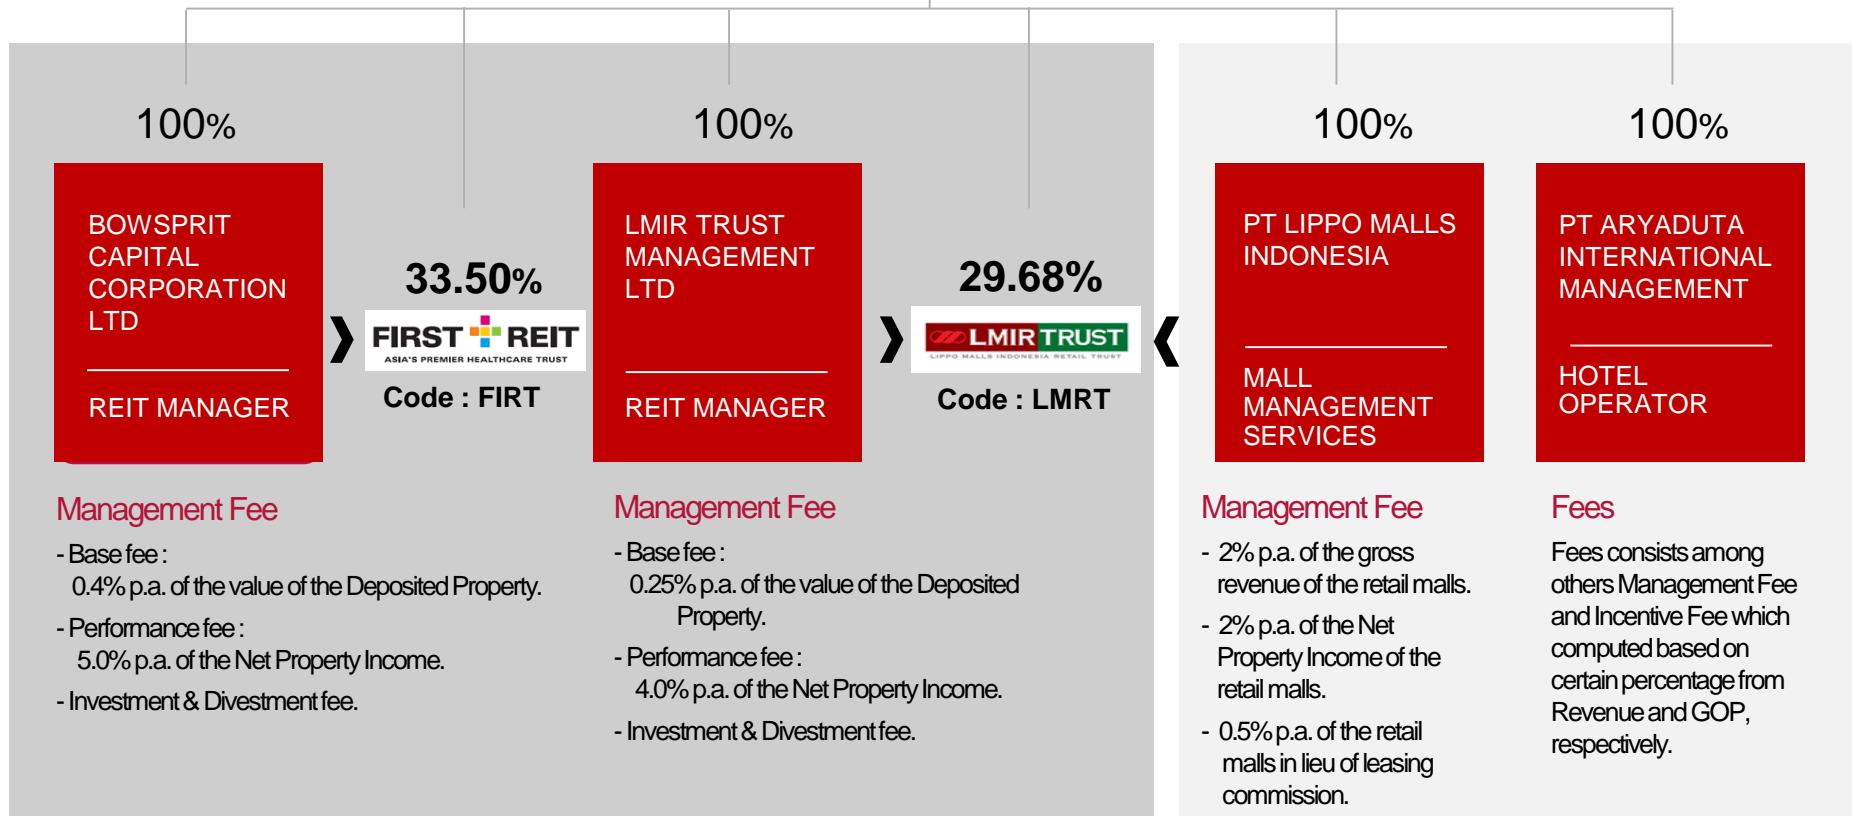 100%
BOWSPRIT
CAPITAL
CORPORATION
LTD
REIT MANAGER
33.50%
FIRST REIT
ASIA'S PREMIER HEALTHCARE TRUST
Code : FIRT
100%
LMIR TRUST
MANAGEMENT
LTD
REIT MANAGER
29.68%
LMIR TRUST
LIPPO MALLS INDONESIA RETAIL TRUST
Code : LMRT
100%
PT LIPPO MALLS
INDONESIA
MALL
MANAGEMENT
SERVICES
100%
PT ARYADUTA
INTERNATIONAL
MANAGEMENT
HOTEL
OPERATOR
Management Fee
- Base fee :
0.4% p.a. of the value of the Deposited Property.
- Performance fee :
5.0% p.a. of the Net Property Income.
- Investment & Divestment fee.
Management Fee
- Base fee :
0.25% p.a. of the value of the Deposited
Property.
- Performance fee :
4.0% p.a. of the Net Property Income.
- Investment & Divestment fee.
Management Fee
- 2% p.a. of the gross
revenue of the retail malls.
- 2% p.a. of the Net
Property Income of the
retail malls.
- 0.5% p.a. of the retail
malls in lieu of leasing
commission.
Fees
Fees consists among
others Management Fee
and Incentive Fee which
computed based on
certain percentage from
Revenue and GOP,
respectively.